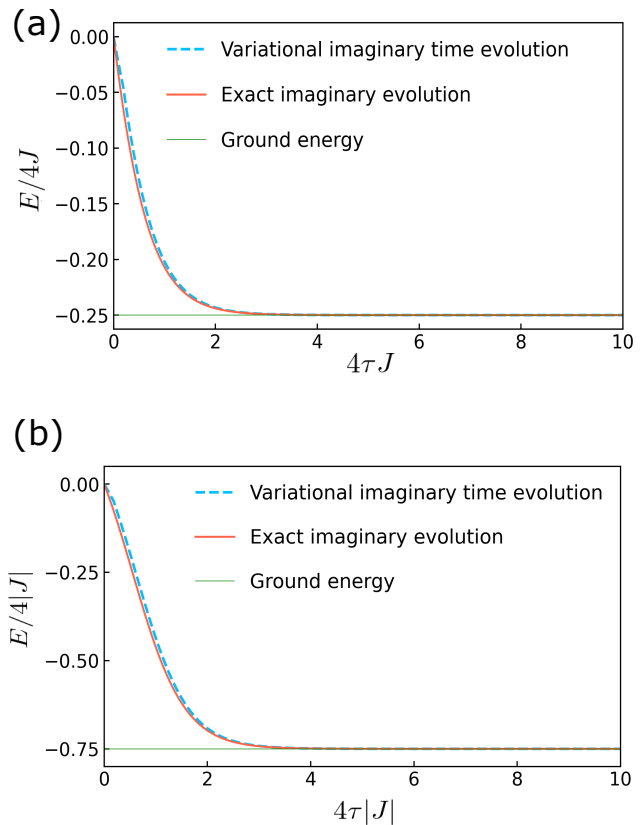 (a)
0.00
−0.05
−0.10
−0.15
−0.20
−0.25
E/4J
Variational imaginary time evolution
Exact imaginary evolution
Ground energy
0 2 4 6 8 10
4τJ
(b)
0.00
−0.25
−0.50
−0.75
E/4|J|
Variational imaginary time evolution
Exact imaginary evolution
Ground energy
0 2 4 6 8 10
4τ|J|